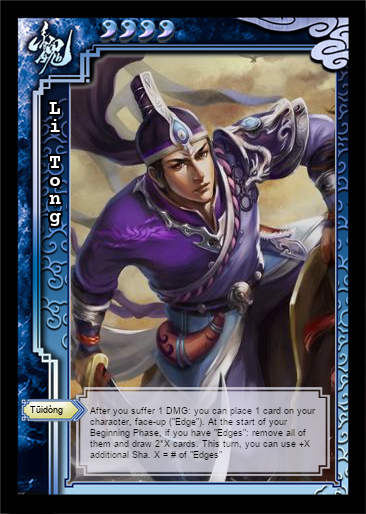 魏
Li Tong
Tūidòng
After you suffer 1 DMG: you can place 1 card on your
character, face-up ("Edge"). At the start of your
Beginning Phase, if you have "Edges": remove all of
them and draw 2*X cards. This turn, you can use +X
additional Sha. X = # of "Edges"